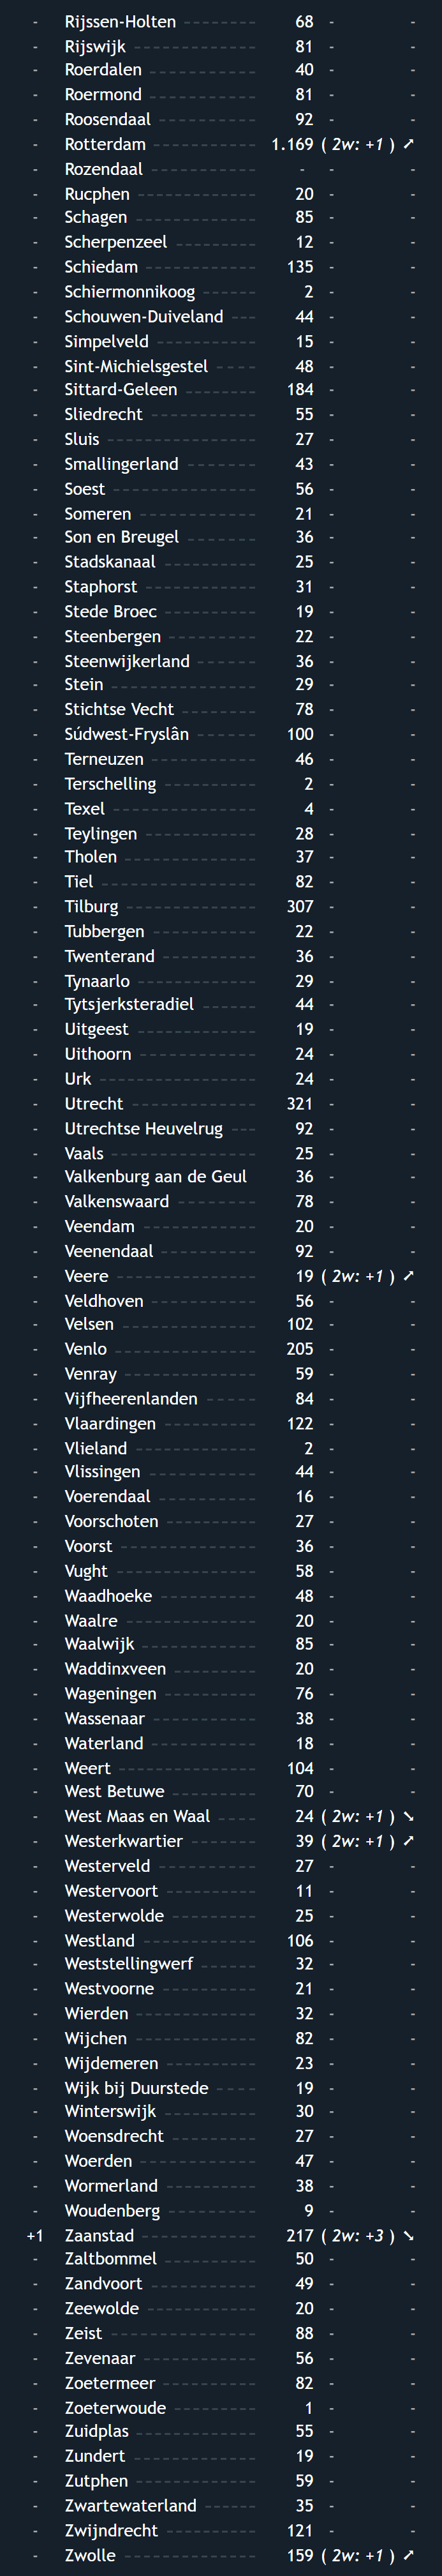 - Rijssen-Holten 68 - -
- Rijswijk 81 - -
- Roerdalen 40 - -
- Roermond 81 - -
- Roosendaal 92 - -
- Rotterdam 1.169 ( 2w: +1 ) ➚
- Rozendaal - - -
- Rucphen 20 - -
- Schagen 85 - -
- Scherpenzeel 12 - -
- Schiedam 135 - -
- Schiermonnikoog 2 - -
- Schouwen-Duiveland 44 - -
- Simpelveld 15 - -
- Sint-Michielsgestel 48 - -
- Sittard-Geleen 184 - -
- Sliedrecht 55 - -
- Sluis 27 - -
- Smallingerland 43 - -
- Soest 56 - -
- Someren 21 - -
- Son en Breugel 36 - -
- Stadskanaal 25 - -
- Staphorst 31 - -
- Stede Broec 19 - -
- Steenbergen 22 - -
- Steenwijkerland 36 - -
- Stein 29 - -
- Stichtse Vecht 78 - -
- Súdwest-Fryslân 100 - -
- Terneuzen 46 - -
- Terschelling 2 - -
- Texel 4 - -
- Teylingen 28 - -
- Tholen 37 - -
- Tiel 82 - -
- Tilburg 307 - -
- Tubbergen 22 - -
- Twenterand 36 - -
- Tynaarlo 29 - -
- Tytsjerksteradiel 44 - -
- Uitgeest 19 - -
- Uithoorn 24 - -
- Urk 24 - -
- Utrecht 321 - -
- Utrechtse Heuvelrug 92 - -
- Vaals 25 - -
- Valkenburg aan de Geul 36 - -
- Valkenswaard 78 - -
- Veendam 20 - -
- Veenendaal 92 - -
- Veere 19 ( 2w: +1 ) ➚
- Veldhoven 56 - -
- Velsen 102 - -
- Venlo 205 - -
- Venray 59 - -
- Vijfheerenlanden 84 - -
- Vlaardingen 122 - -
- Vlieland 2 - -
- Vlissingen 44 - -
- Voerendaal 16 - -
- Voorschoten 27 - -
- Voorst 36 - -
- Vught 58 - -
- Waadhoeke 48 - -
- Waalre 20 - -
- Waalwijk 85 - -
- Waddinxveen 20 - -
- Wageningen 76 - -
- Wassenaar 38 - -
- Waterland 18 - -
- Weert 104 - -
- West Betuwe 70 - -
- West Maas en Waal 24 ( 2w: +1 ) ➘
- Westerkwartier 39 ( 2w: +1 ) ➚
- Westerveld 27 - -
- Westervoort 11 - -
- Westerwolde 25 - -
- Westland 106 - -
- Weststellingwerf 32 - -
- Westvoorne 21 - -
- Wierden 32 - -
- Wijchen 82 - -
- Wijdemeren 23 - -
- Wijk bij Duurstede 19 - -
- Winterswijk 30 - -
- Woensdrecht 27 - -
- Woerden 47 - -
- Wormerland 38 - -
- Woudenberg 9 - -
+1 Zaanstad 217 ( 2w: +3 ) ➘
- Zaltbommel 50 - -
- Zandvoort 49 - -
- Zeewolde 20 - -
- Zeist 88 - -
- Zevenaar 56 - -
- Zoetermeer 82 - -
- Zoeterwoude 1 - -
- Zuidplas 55 - -
- Zundert 19 - -
- Zutphen 59 - -
- Zwartewaterland 35 - -
- Zwijndrecht 121 - -
- Zwolle 159 ( 2w: +1 ) ➚